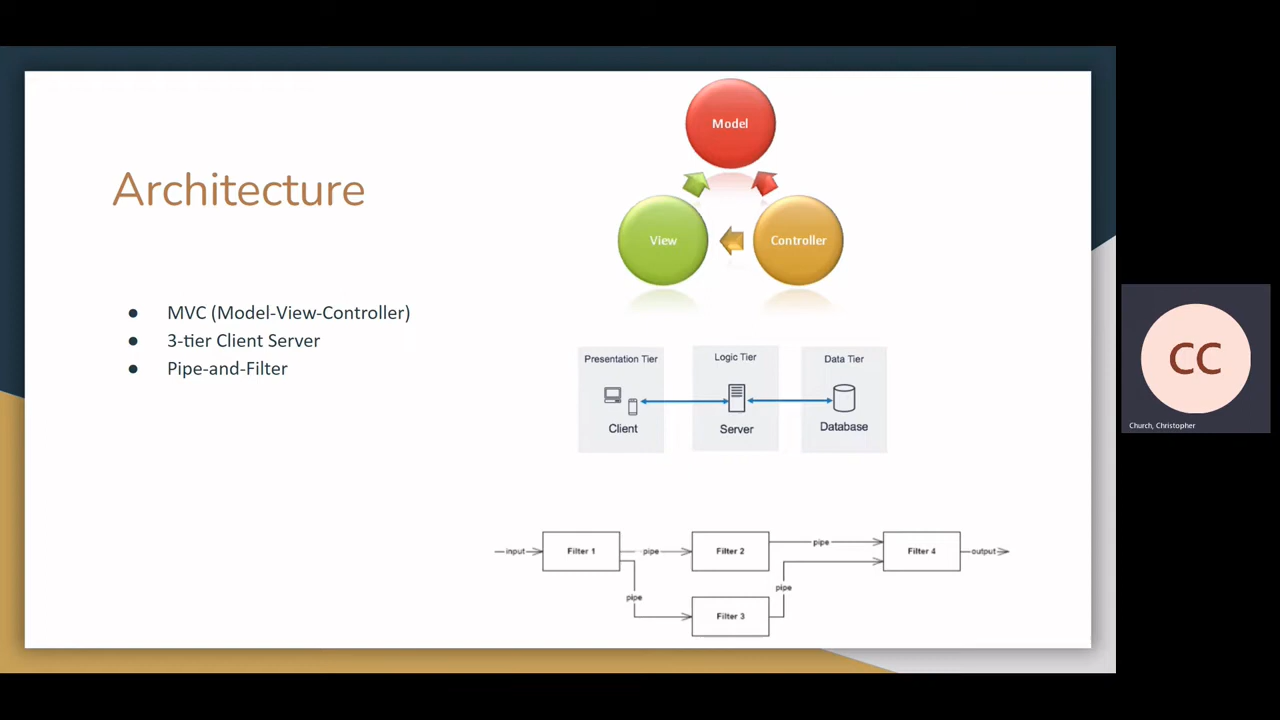 Architecture
● MVC (Model-View-Controller)
● 3-tier Client Server
● Pipe-and-Filter
Model
View
Controller
Presentation Tier
Client
Logic Tier
Server
Data Tier
Database
input
Filter 1
pipe
Filter 2
pipe
Filter 4
output
pipe
Filter 3
pipe
CC
Church, Christopher